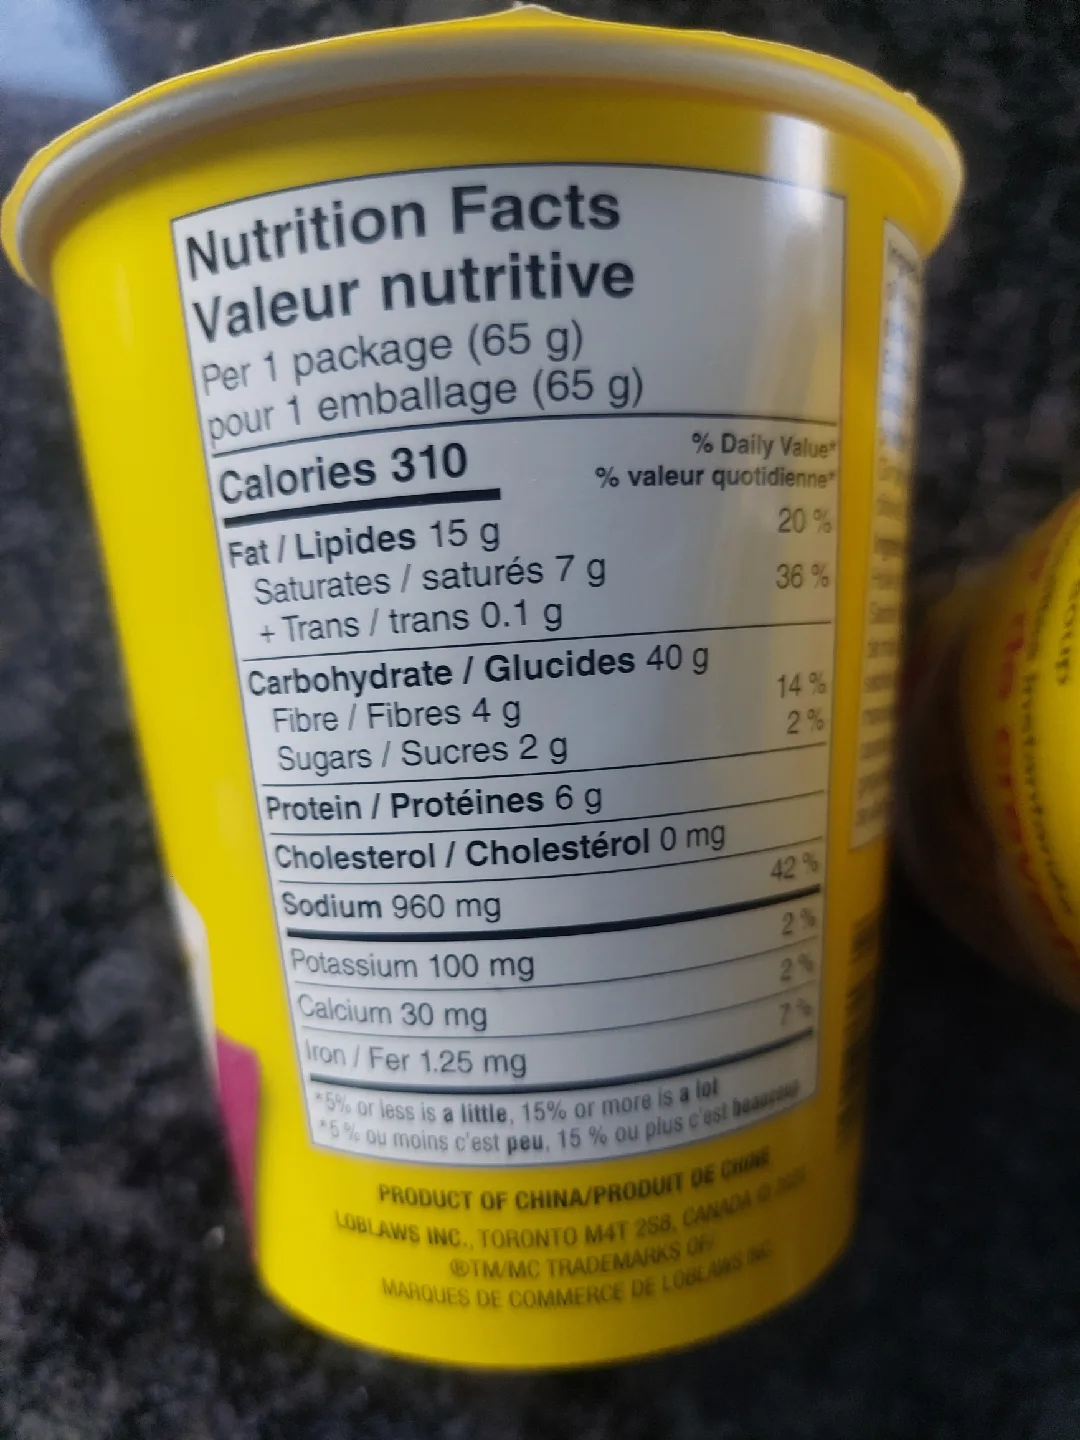 Nutrition Facts
Valeur nutritive
Per 1 package (65 g)
pour 1 emballage (65 g)
Calories 310
% Daily Value*
% valeur quotidienne*
Fat / Lipides 15 g 20 %
Saturates / saturés 7 g 36 %
+ Trans / trans 0.1 g
Carbohydrate / Glucides 40 g
Fibre / Fibres 4 g 14 %
Sugars / Sucres 2 g 2 %
Protein / Protéines 6 g
Cholesterol / Cholestérol 0 mg
Sodium 960 mg 42 %
Potassium 100 mg 2 %
Calcium 30 mg 2 %
Iron / Fer 1.25 mg 7 %
*5% or less is a little, 15% or more is a lot
*5 % ou moins c'est peu, 15 % ou plus c'est beaucoup
PRODUCT OF CHINA/PRODUIT DE CHINE
LOBLAWS INC., TORONTO M4T 2S8, CANADA ©
®TM/MC TRADEMARKS OF/
MARQUES DE COMMERCE DE LOBLAWS INC.
soup